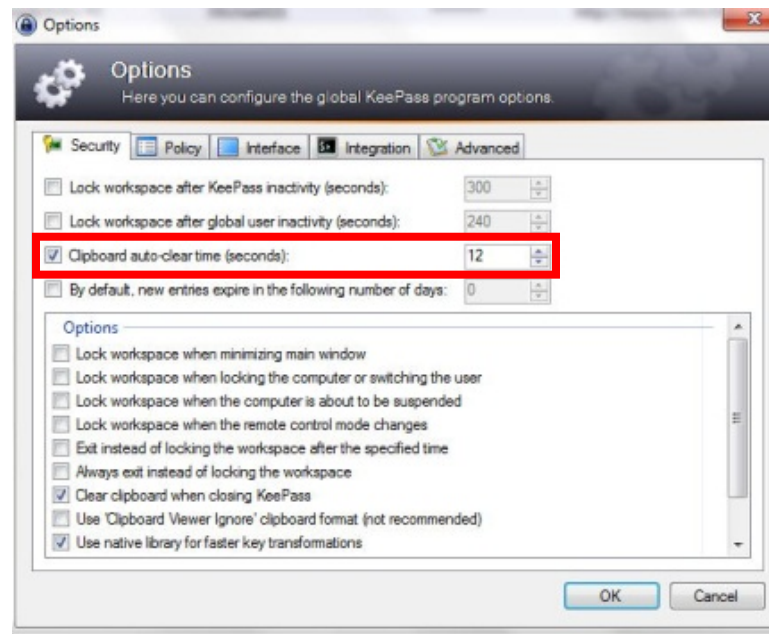 Options
Options
Here you can configure the global KeePass program options.
Security Policy Interface Integration Advanced
Lock workspace after KeePass inactivity (seconds): 300
Lock workspace after global user inactivity (seconds): 240
Clipboard auto-clear time (seconds): 12
By default, new entries expire in the following number of days: 0
Options
Lock workspace when minimizing main window
Lock workspace when locking the computer or switching the user
Lock workspace when the computer is about to be suspended
Lock workspace when the remote control mode changes
Exit instead of locking the workspace after the specified time
Always exit instead of locking the workspace
Clear clipboard when closing KeePass
Use 'Clipboard Viewer Ignore' clipboard format (not recommended)
Use native library for faster key transformations
OK Cancel